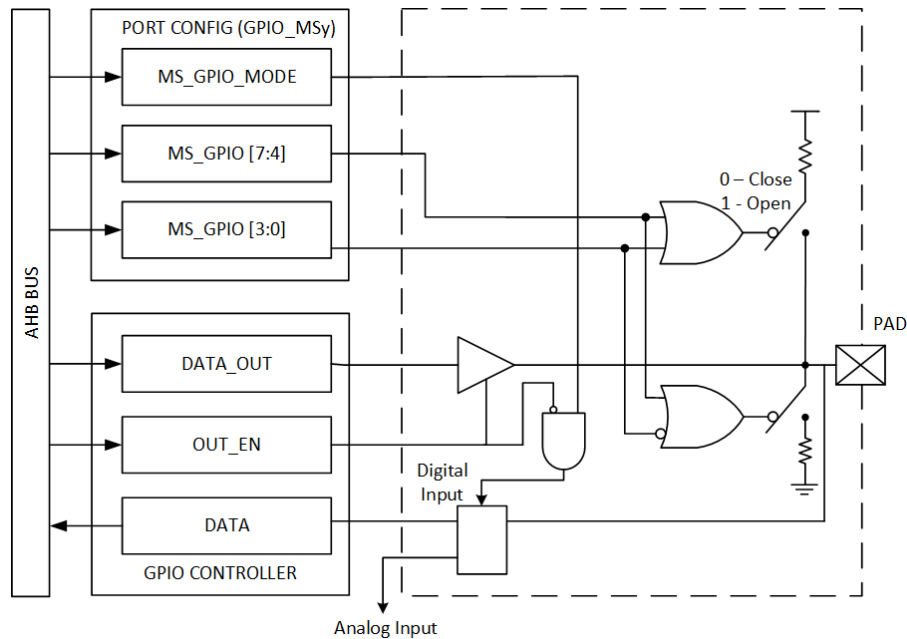 PORT CONFIG (GPIO_MSy)
MS_GPIO_MODE
MS_GPIO [7:4]
MS_GPIO [3:0]
0 – Close
1 - Open
AHB BUS
PAD
DATA_OUT
OUT_EN
Digital
Input
DATA
GPIO CONTROLLER
Analog Input